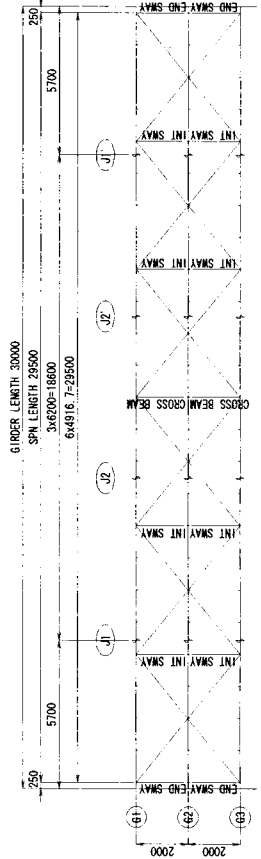 GIRDER LENGTH 30000
250 SPN LENGTH 29500 250
5700 3x6200=18600 5700
6x4916.7=29500
J1 J2 J2 J1
G1
G2
G3
2000
2000
END SWAY END SWAY
INT SWAY INT SWAY
INT SWAY INT SWAY
CROSS BEAM CROSS BEAM
INT SWAY INT SWAY
INT SWAY INT SWAY
END SWAY END SWAY